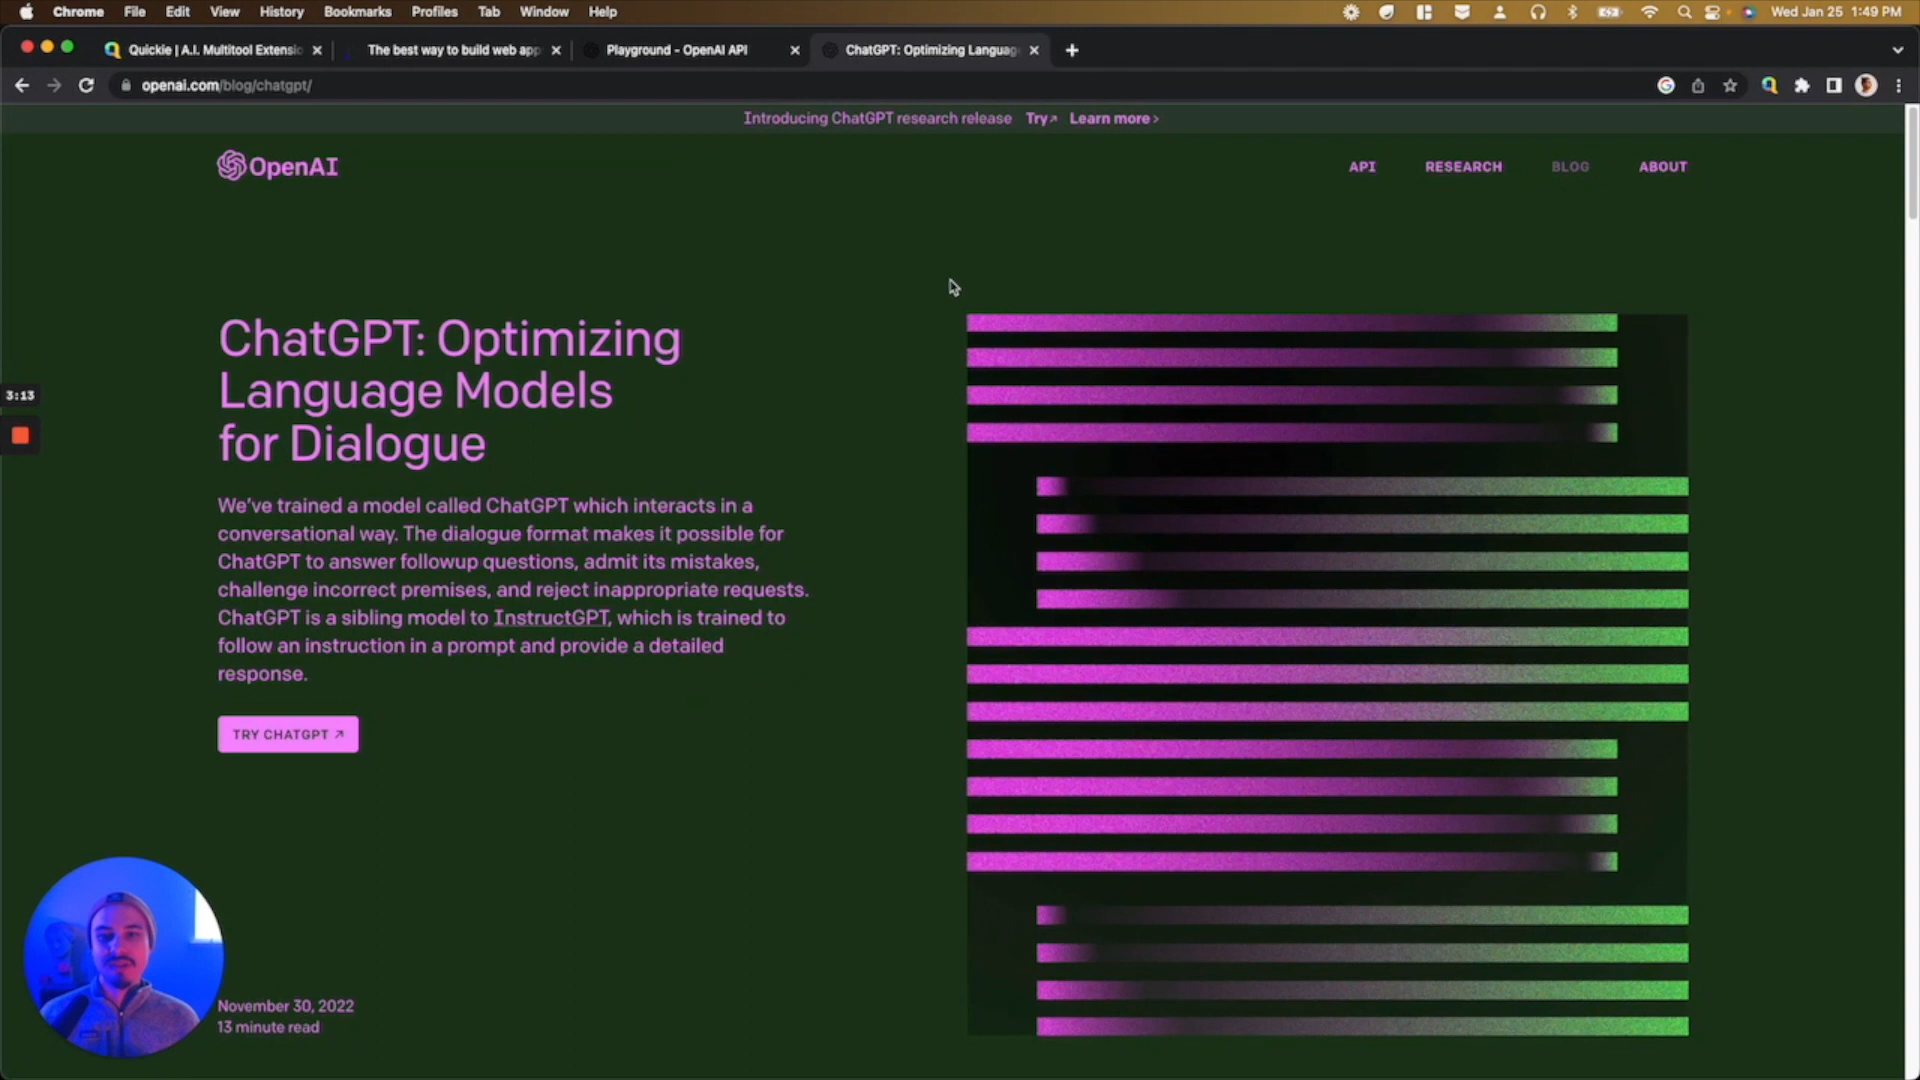 Chrome File Edit View History Bookmarks Profiles Tab Window Help Wed Jan 25 1:49 PM
Quickie | A.I. Multitool Extensio The best way to build web app Playground - OpenAI API ChatGPT: Optimizing Languag
openai.com/blog/chatgpt/
Introducing ChatGPT research release Try↗ Learn more ›
OpenAI API RESEARCH BLOG ABOUT
ChatGPT: Optimizing
Language Models
for Dialogue
3:13
We've trained a model called ChatGPT which interacts in a
conversational way. The dialogue format makes it possible for
ChatGPT to answer followup questions, admit its mistakes,
challenge incorrect premises, and reject inappropriate requests.
ChatGPT is a sibling model to InstructGPT, which is trained to
follow an instruction in a prompt and provide a detailed
response.
TRY CHATGPT ↗
November 30, 2022
13 minute read